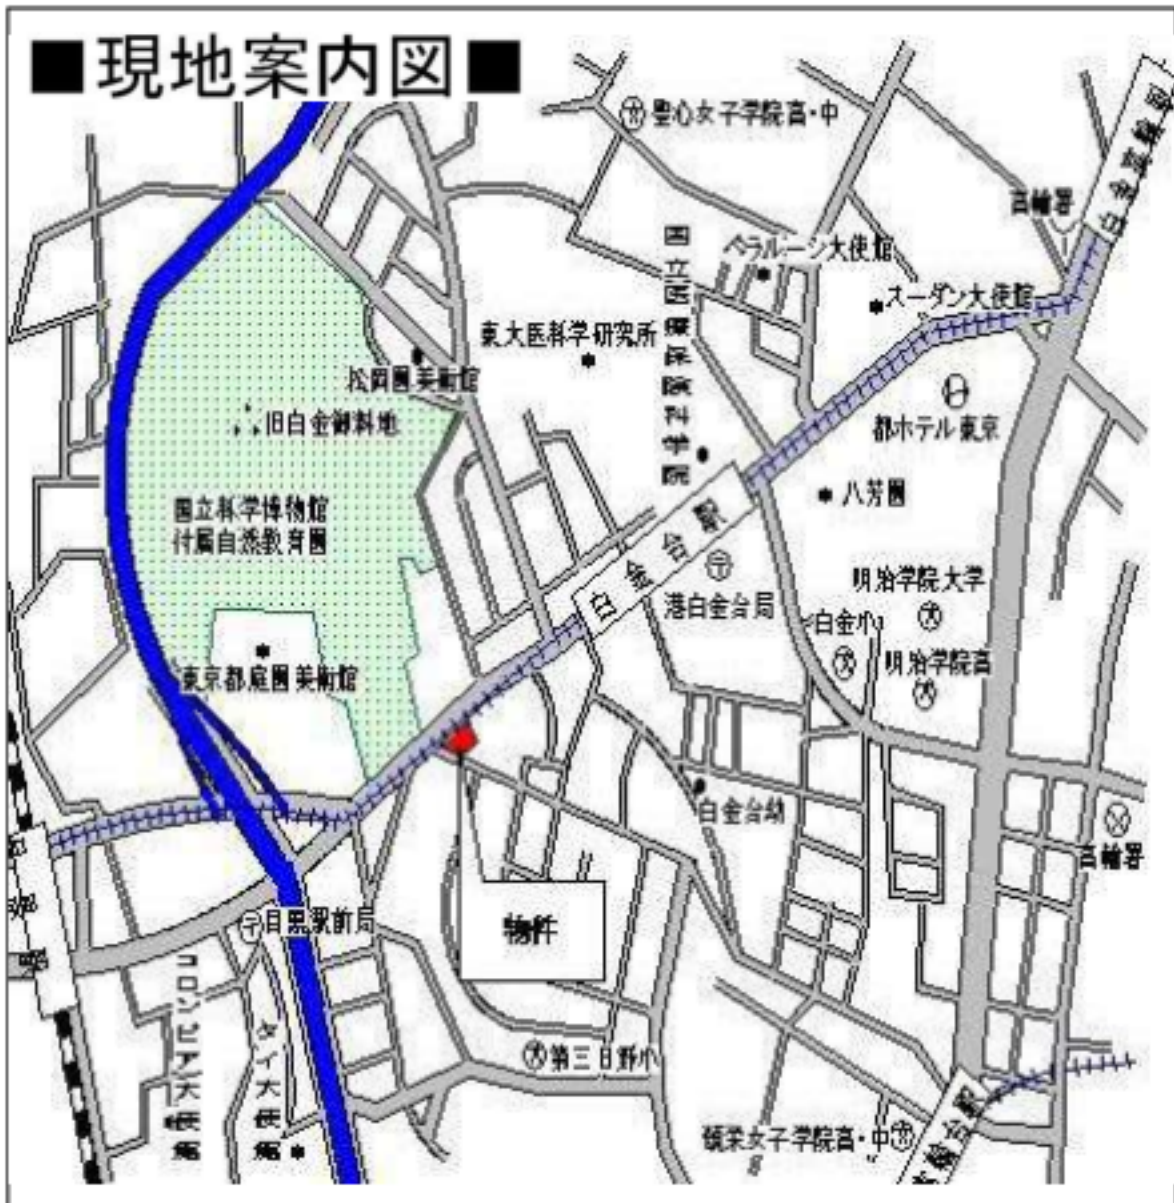 ■現地案内図■
聖心女子学院高・中
白金高輪駅
高輪署
国立医療保険科学院
ベラルーシ大使館
スーダン大使館
東大医科学研究所
松岡園美術館
旧白金御料地
都ホテル東京
国立科学博物館
付属自然教育園
八芳園
白金台駅
港白金台局
明治学院大学
白金小
明治学院高
東京都庭園美術館
白金台幼
高輪署
目黒駅
物件
目黒駅前局
コロンビア大使館
タイ大使館
第三日野小
頌栄女子学院高・中
高輪台駅